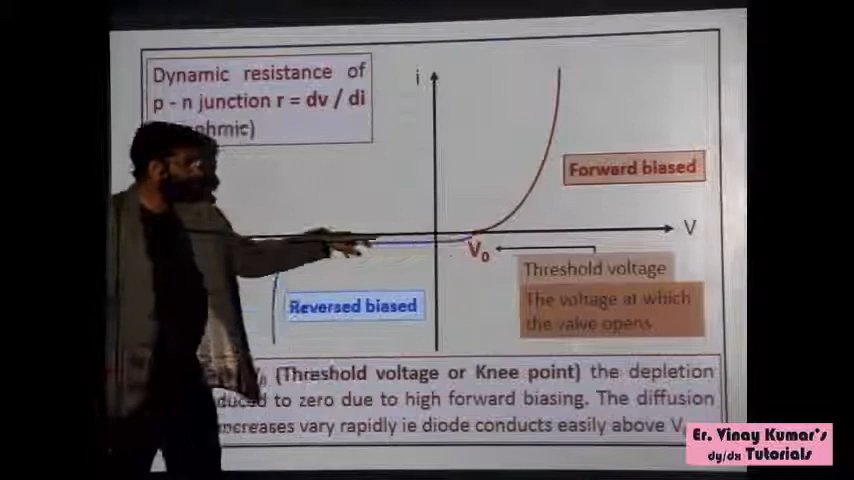 Dynamic resistance of
p - n junction r = dv / di
ohmic)
i
Forward biased
V
V₀
Threshold voltage
The voltage at which
the valve opens
Reversed biased
(Threshold voltage or Knee point) the depletion
to zero due to high forward biasing. The diffusion
increases vary rapidly ie diode conducts easily above V
Er. Vinay Kumar's
dy/dx Tutorials